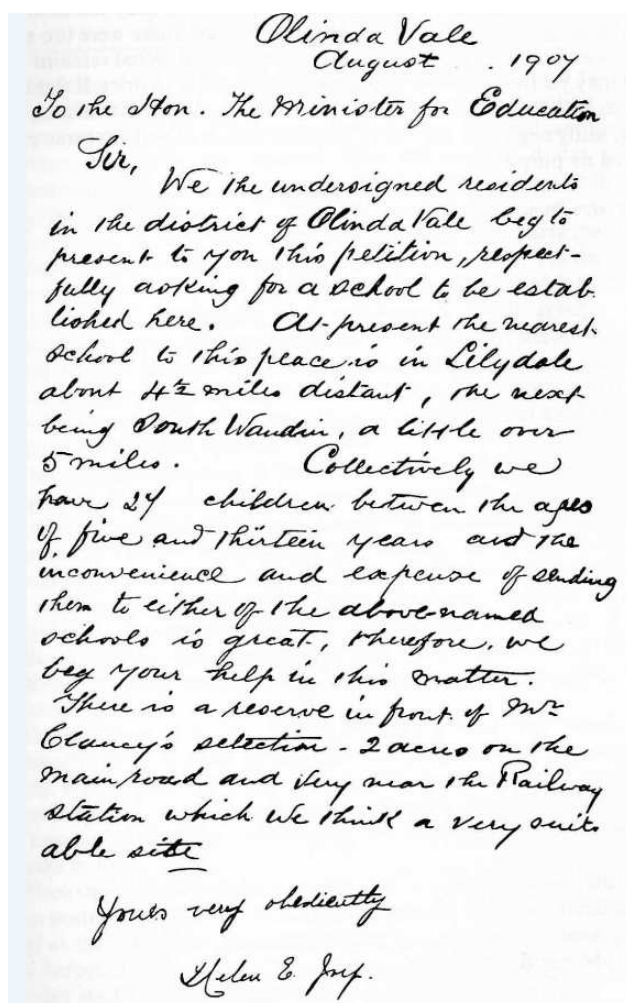 Olinda Vale
August . 1907
To the Hon. The Minister for Education
Sir,
We the undersigned residents
in the district of Olinda Vale beg to
present to you this petition, respect-
fully asking for a school to be estab-
lished here. At present the nearest
school to this peace is in Lilydale
about 4½ miles distant, the next
being South Wandin, a little over
5 miles. Collectively we
have children between the ages
of five and thirteen years and the
inconvenience and expense of sending
them to either of the above-named
schools is great, therefore, we
beg your help in this matter.
There is a reserve in front of Mr
Clancy's selection - 2 acres on the
main road and very near the Railway
station which we think a very suit-
able site
Yours very obediently
Helen E.